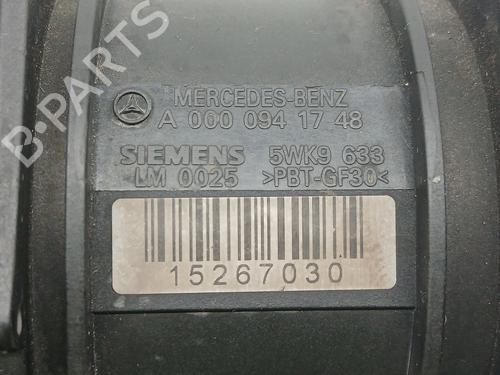 B-PARTS
MERCEDES-BENZ
A 000 094 17 48
SIEMENS 5WK9 633
LM 0025 >PBT-GF30<
15267030